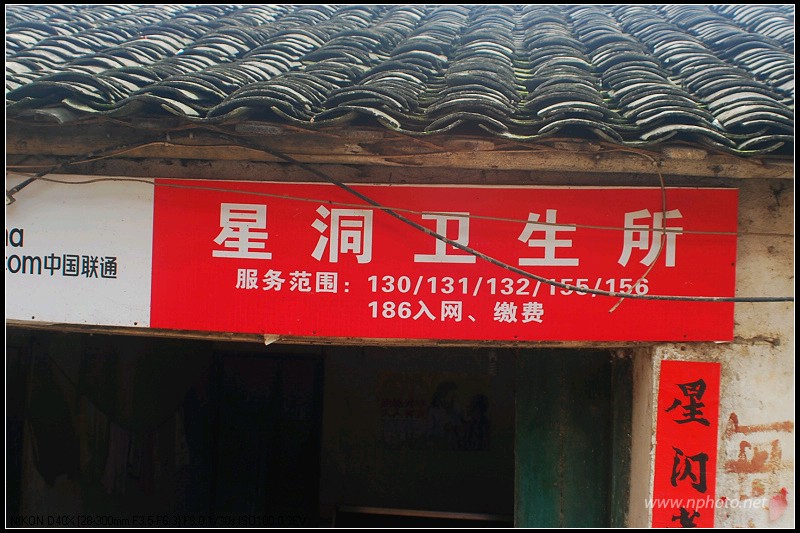 na
com中国联通
星洞卫生所
服务范围：130/131/132/155/156
186入网、缴费
星闪
www.nphoto.net